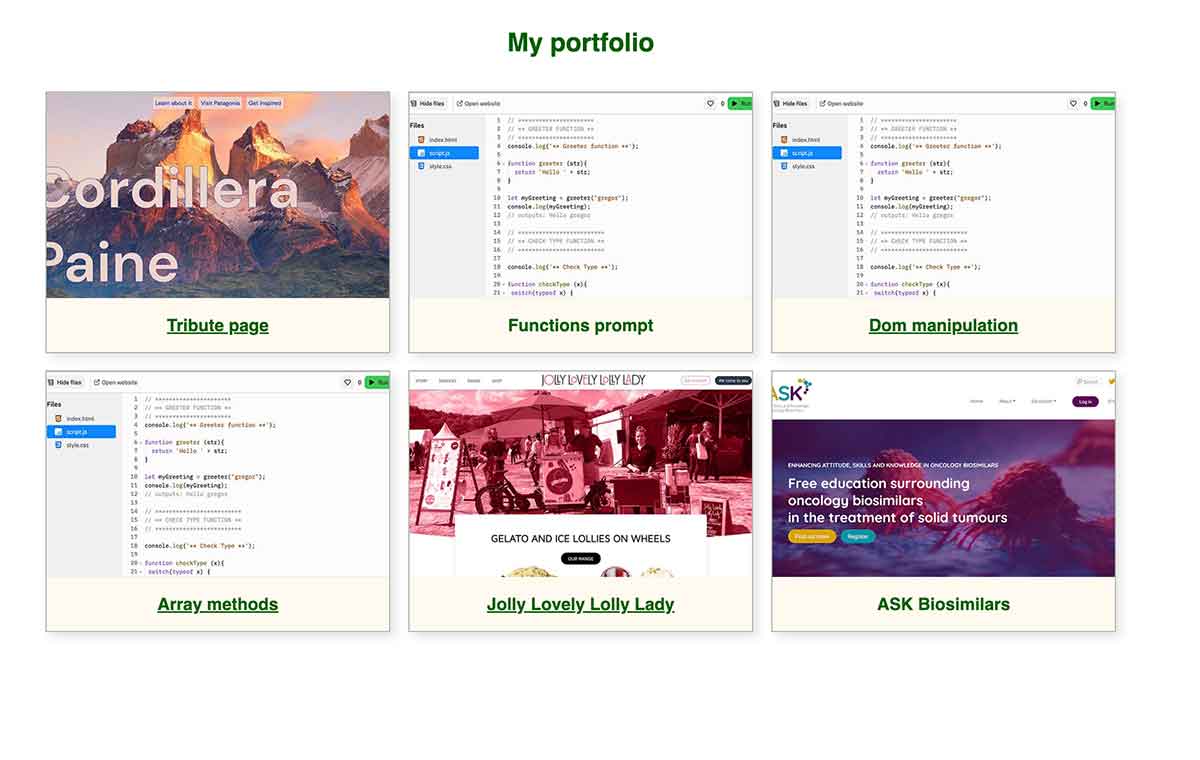 My portfolio
Learn about it Visit Patagonia Get inspired
Cordillera
Paine
Tribute page
Hide files Open website 0 Run
Files
index.html
script.js
style.css
1 // **********************
2 // ** GREETER FUNCTION **
3 // **********************
4 console.log('** Greeter function **');
5
6 function greeter (str){
7 return 'Hello ' + str;
8 }
9
10 let myGreeting = greeter("gregor");
11 console.log(myGreeting);
12 // outputs: Hello gregor
13
14 // *************************
15 // ** CHECK TYPE FUNCTION **
16 // *************************
17
18 console.log('** Check Type **');
19
20 function checkType (x){
21 switch(typeof x) {
Functions prompt
Hide files Open website 0 Run
Files
index.html
script.js
style.css
1 // **********************
2 // ** GREETER FUNCTION **
3 // **********************
4 console.log('** Greeter function **');
5
6 function greeter (str){
7 return 'Hello ' + str;
8 }
9
10 let myGreeting = greeter("gregor");
11 console.log(myGreeting);
12 // outputs: Hello gregor
13
14 // *************************
15 // ** CHECK TYPE FUNCTION **
16 // *************************
17
18 console.log('** Check Type **');
19
20 function checkType (x){
21 switch(typeof x) {
Dom manipulation
Hide files Open website 0 Run
Files
index.html
script.js
style.css
1 // **********************
2 // ** GREETER FUNCTION **
3 // **********************
4 console.log('** Greeter function **');
5
6 function greeter (str){
7 return 'Hello ' + str;
8 }
9
10 let myGreeting = greeter("gregor");
11 console.log(myGreeting);
12 // outputs: Hello gregor
13
14 // *************************
15 // ** CHECK TYPE FUNCTION **
16 // *************************
17
18 console.log('** Check Type **');
19
20 function checkType (x){
21 switch(typeof x) {
Array methods
JOLLY LOVELY LOLLY LADY
GELATO AND ICE LOLLIES ON WHEELS
OUR RANGE
Jolly Lovely Lolly Lady
ASK
Search
Home About Education Log in
ENHANCING ATTITUDE, SKILLS AND KNOWLEDGE IN ONCOLOGY BIOSIMILARS
Free education surrounding
oncology biosimilars
in the treatment of solid tumours
Find out more Register
ASK Biosimilars